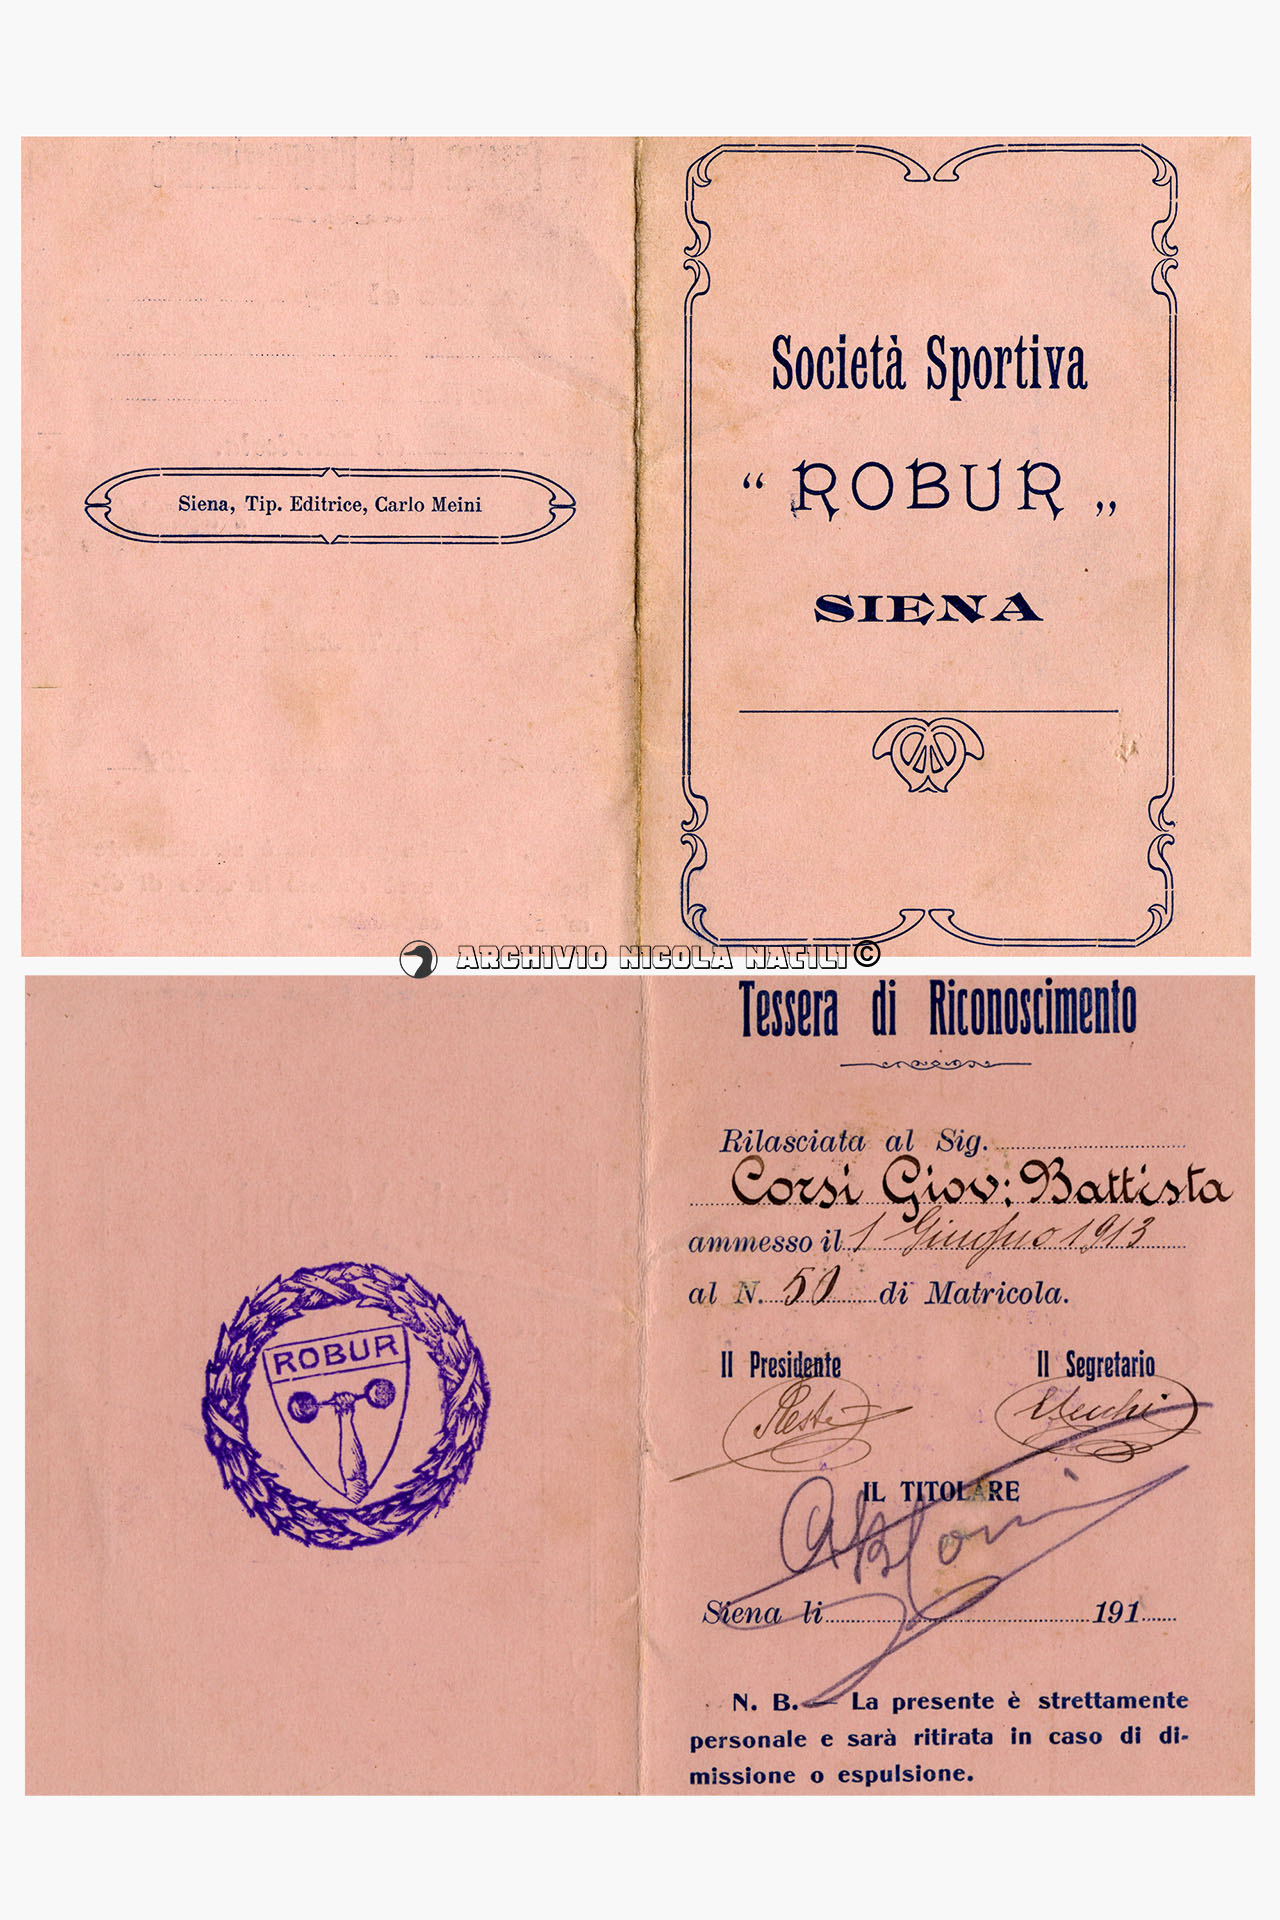 Siena, Tip. Editrice, Carlo Meini
Società Sportiva
“ ROBUR „
SIENA
ARCHIVIO NICOLA NATILI ©
Tessera di Riconoscimento
Rilasciata al Sig.
Corsi Giov: Battista
ammesso il 1 Giugno 1913
al N. 50 di Matricola.
Il Presidente Il Segretario
IL TITOLARE
Siena li 191
N. B. — La presente è strettamente
personale e sarà ritirata in caso di di-
missione o espulsione.
ROBUR